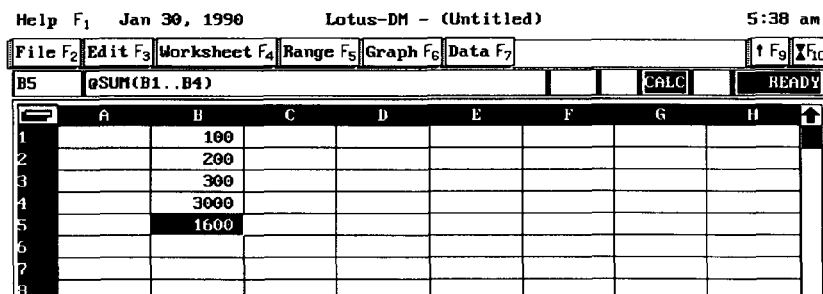 Help F1 Jan 30, 1990 Lotus-DM - (Untitled) 5:38 am
File F2 Edit F3 Worksheet F4 Range F5 Graph F6 Data F7 ↑ F9 F10
B5 @SUM(B1..B4) CALC READY
A B C D E F G H
1 100
2 200
3 300
4 3000
5 1600
6
7
8